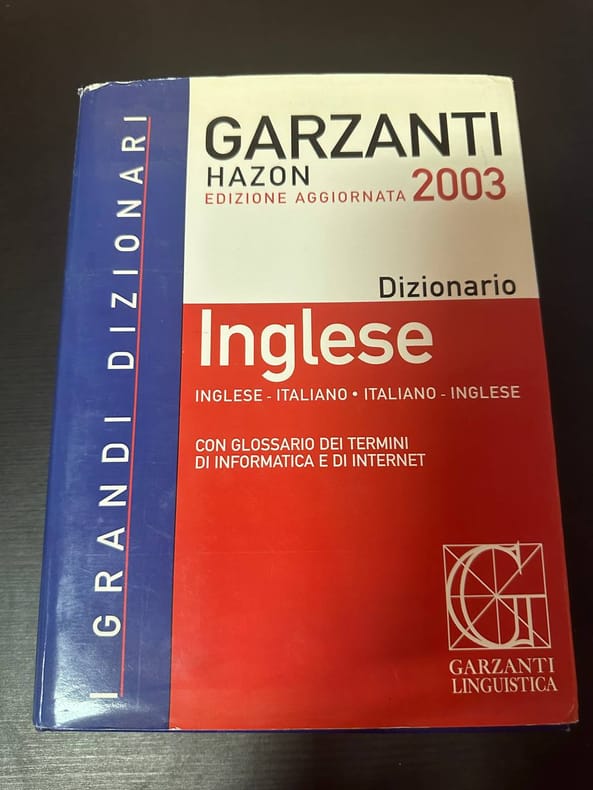 I GRANDI DIZIONARI
GARZANTI
HAZON
EDIZIONE AGGIORNATA 2003
Dizionario
Inglese
INGLESE - ITALIANO • ITALIANO - INGLESE
CON GLOSSARIO DEI TERMINI
DI INFORMATICA E DI INTERNET
G
GARZANTI
LINGUISTICA